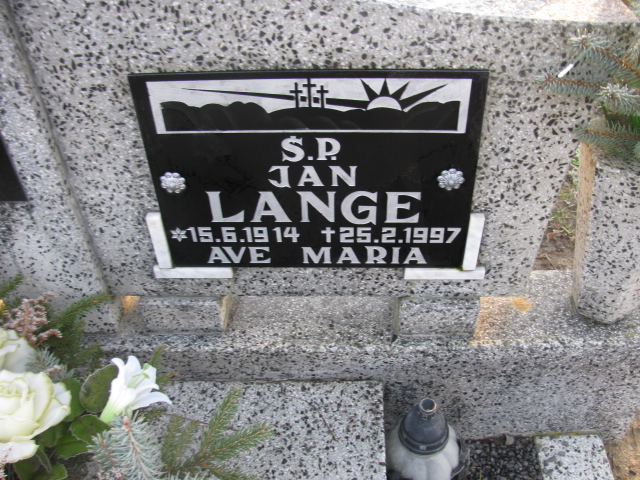 Ś.P.
JAN
LANGE
*15.6.1914 †25.2.1997
AVE MARIA